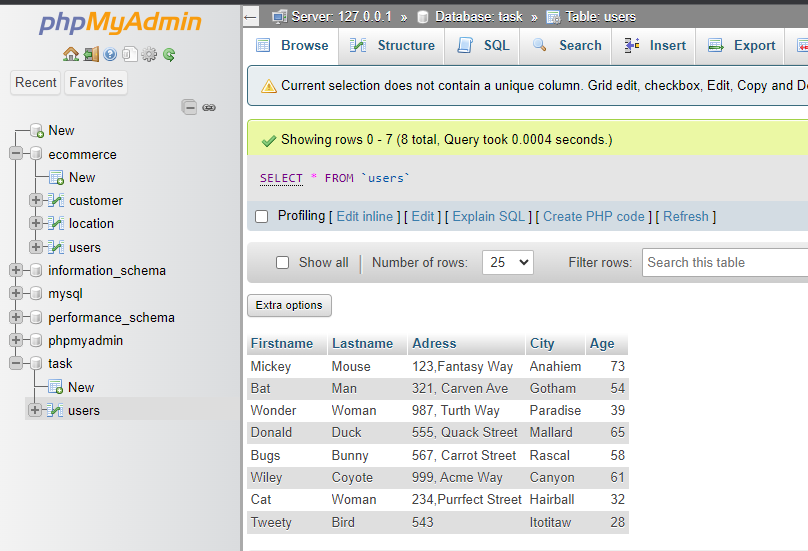 phpMyAdmin
Recent Favorites
New
ecommerce
New
customer
location
users
information_schema
mysql
performance_schema
phpmyadmin
task
New
users
Server: 127.0.0.1 » Database: task » Table: users
Browse Structure SQL Search Insert Export
Current selection does not contain a unique column. Grid edit, checkbox, Edit, Copy and D
Showing rows 0 - 7 (8 total, Query took 0.0004 seconds.)
SELECT * FROM `users`
Profiling [ Edit inline ] [ Edit ] [ Explain SQL ] [ Create PHP code ] [ Refresh ]
Show all | Number of rows: 25 Filter rows: Search this table
Extra options
Firstname Lastname Adress City Age
Mickey Mouse 123,Fantasy Way Anahiem 73
Bat Man 321, Carven Ave Gotham 54
Wonder Woman 987, Turth Way Paradise 39
Donald Duck 555, Quack Street Mallard 65
Bugs Bunny 567, Carrot Street Rascal 58
Wiley Coyote 999, Acme Way Canyon 61
Cat Woman 234,Purrfect Street Hairball 32
Tweety Bird 543 Itotitaw 28